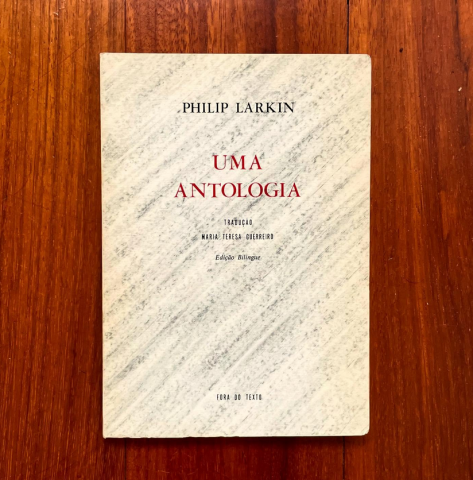 PHILIP LARKIN
UMA
ANTOLOGIA
TRADUÇÃO
MARIA TERESA GUERREIRO
Edição Bilingue
FORA DO TEXTO